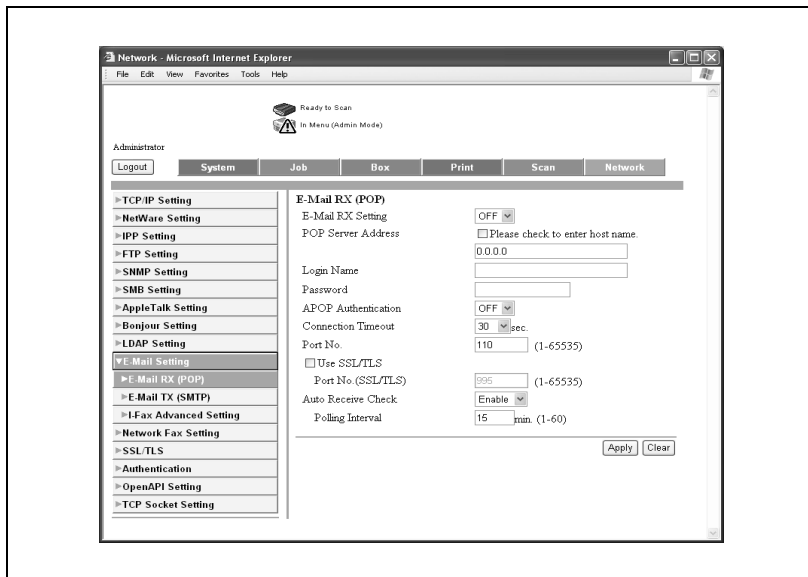 Network - Microsoft Internet Explorer
File Edit View Favorites Tools Help
Ready to Scan
In Menu (Admin Mode)
Administrator
Logout System Job Box Print Scan Network
TCP/IP Setting
NetWare Setting
IPP Setting
FTP Setting
SNMP Setting
SMB Setting
AppleTalk Setting
Bonjour Setting
LDAP Setting
E-Mail Setting
E-Mail RX (POP)
E-Mail TX (SMTP)
I-Fax Advanced Setting
Network Fax Setting
SSL/TLS
Authentication
OpenAPI Setting
TCP Socket Setting
E-Mail RX (POP)
E-Mail RX Setting OFF
POP Server Address Please check to enter host name.
0.0.0.0
Login Name
Password
APOP Authentication OFF
Connection Timeout 30 sec.
Port No. 110 (1-65535)
Use SSL/TLS
Port No.(SSL/TLS) 995 (1-65535)
Auto Receive Check Enable
Polling Interval 15 min. (1-60)
Apply Clear